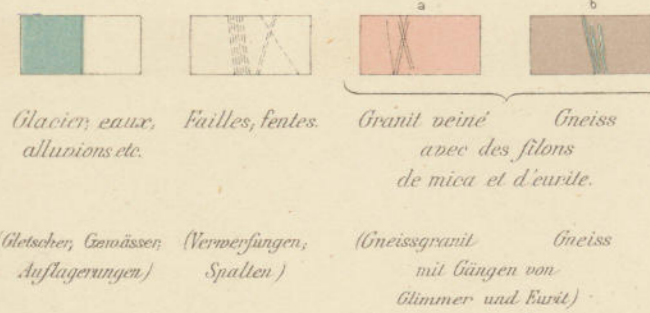 a b
Glacier, eaux, Failles, fentes. Granit veiné Gneiss
alluvions etc. avec des filons
de mica et d'eurite.
(Gletscher, Gewässer, (Verwerfungen, (Gneissgranit Gneiss
Auflagerungen) Spalten) mit Gängen von
Glimmer und Eurit)